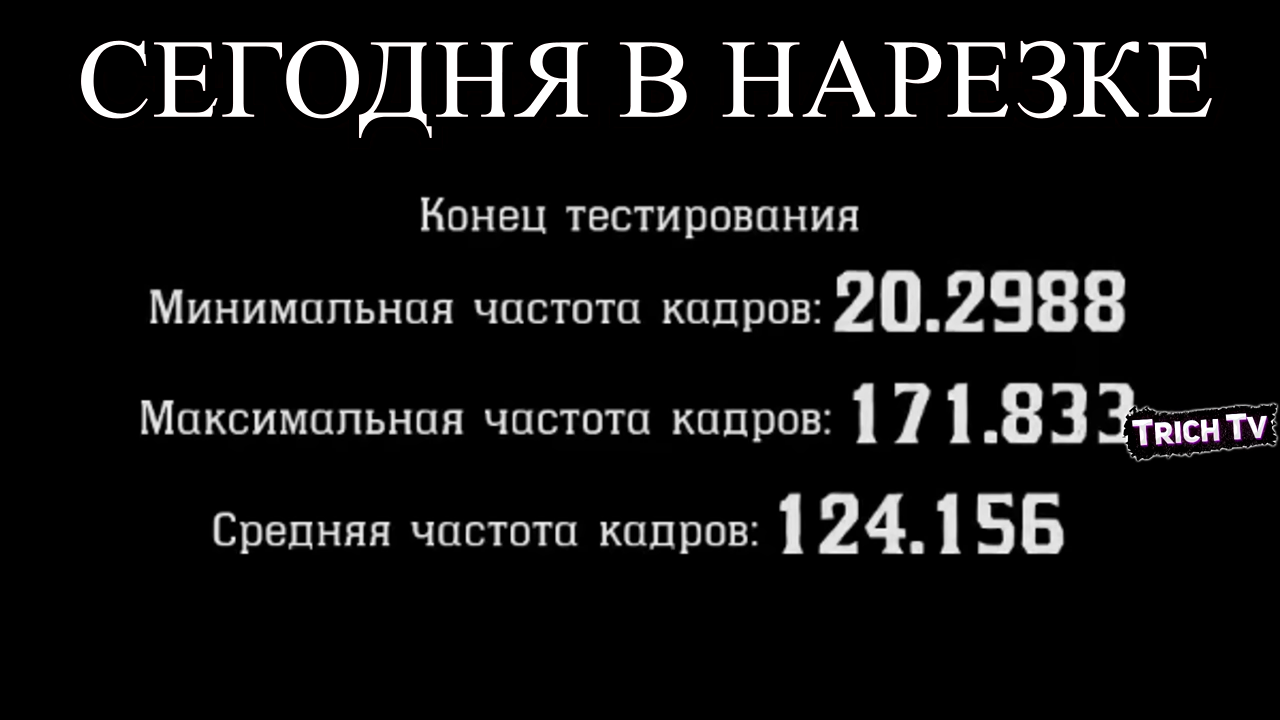 СЕГОДНЯ В НАРЕЗКЕ
Конец тестирования
Минимальная частота кадров: 20.2988
Максимальная частота кадров: 171.833
TRICH TV
Средняя частота кадров: 124.156